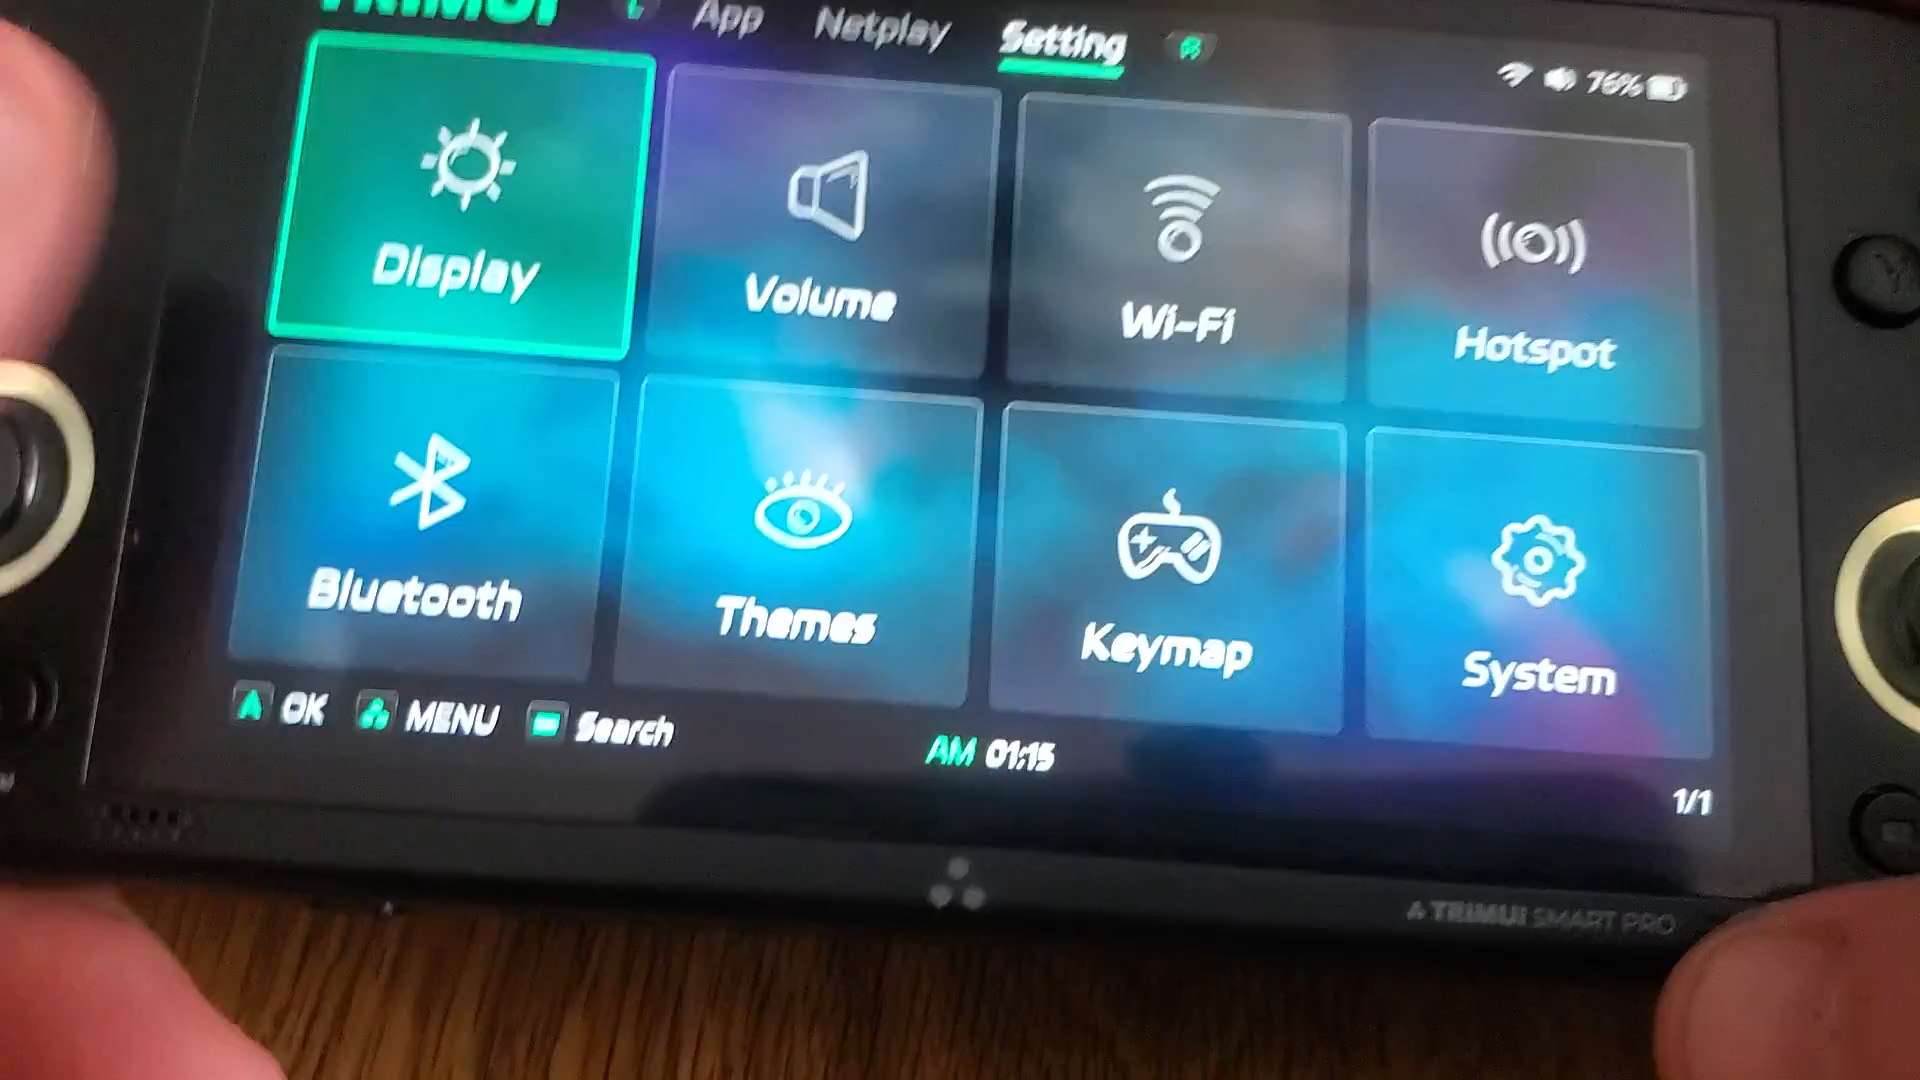 TRIMUI L App Netplay Setting R
76%
Display Volume Wi-Fi Hotspot
Bluetooth Themes Keymap System
A OK MENU Search
AM 01:15
1/1
TRIMUI SMART PRO